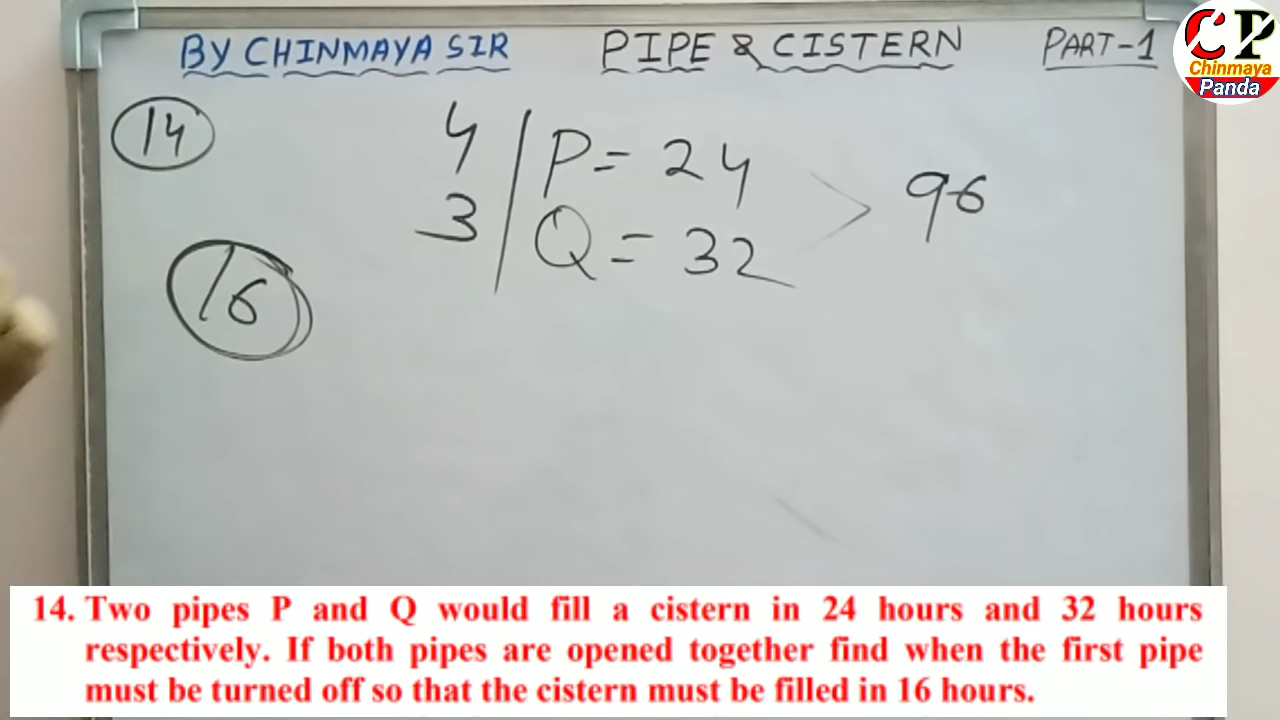 BY CHINMAYA SIR PIPE & CISTERN PART-1
CP
Chinmaya
Panda
14
4 P = 24
96
3 Q = 32
16
14. Two pipes P and Q would fill a cistern in 24 hours and 32 hours
respectively. If both pipes are opened together find when the first pipe
must be turned off so that the cistern must be filled in 16 hours.